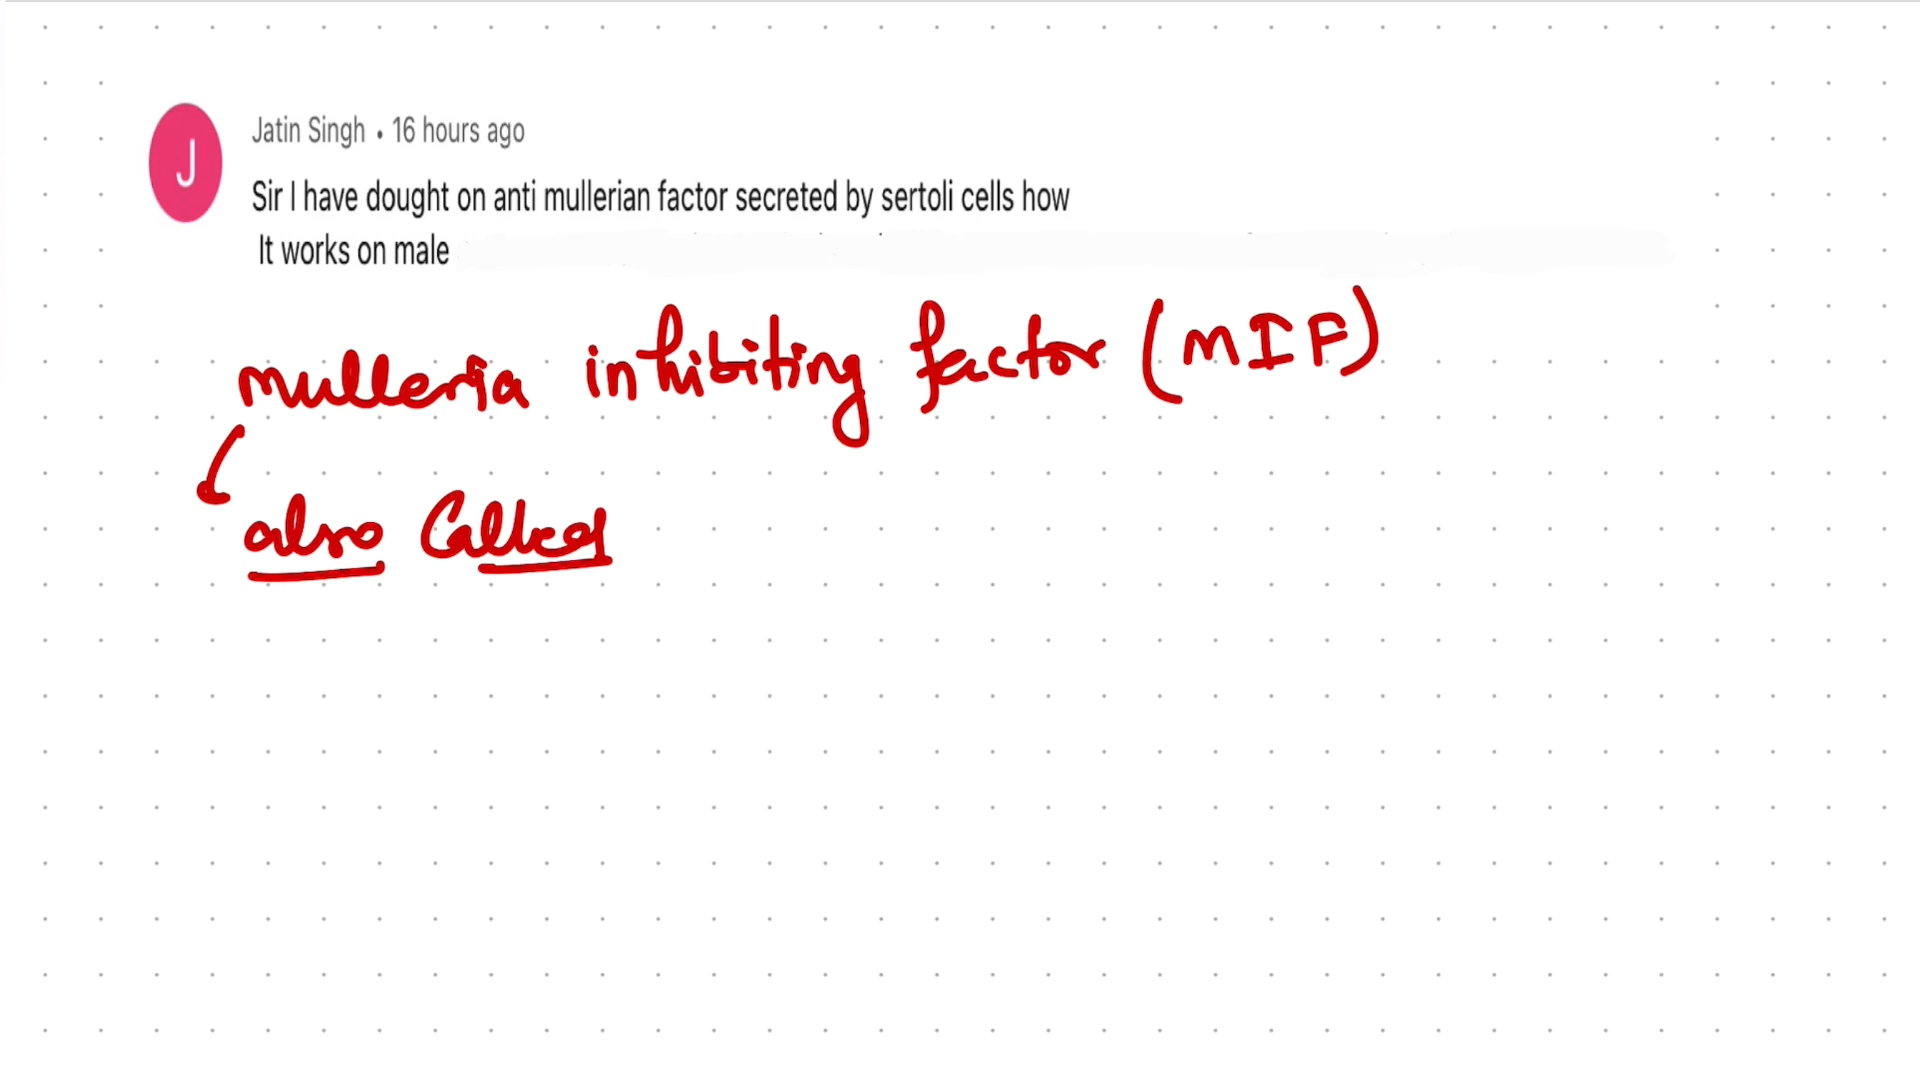 J
Jatin Singh • 16 hours ago
Sir I have dought on anti mullerian factor secreted by sertoli cells how
It works on male
mulleria inhibiting factor (MIF)
also Called